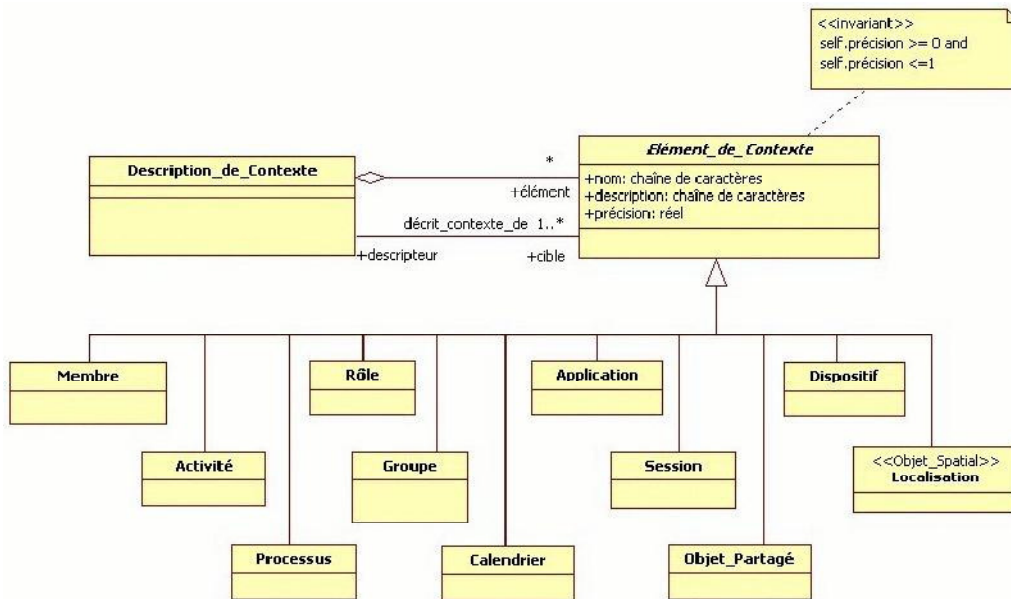 <<invariant>>
self.précision >= 0 and
self.précision <=1
Elément_de_Contexte
+nom: chaîne de caractères
+description: chaîne de caractères
+précision: réel
Description_de_Contexte
*
+élément
décrit_contexte_de 1..*
+descripteur
+cible
Membre
Rôle
Application
Dispositif
Activité
Groupe
Session
<<Objet_Spatial>>
Localisation
Processus
Calendrier
Objet_Partagé